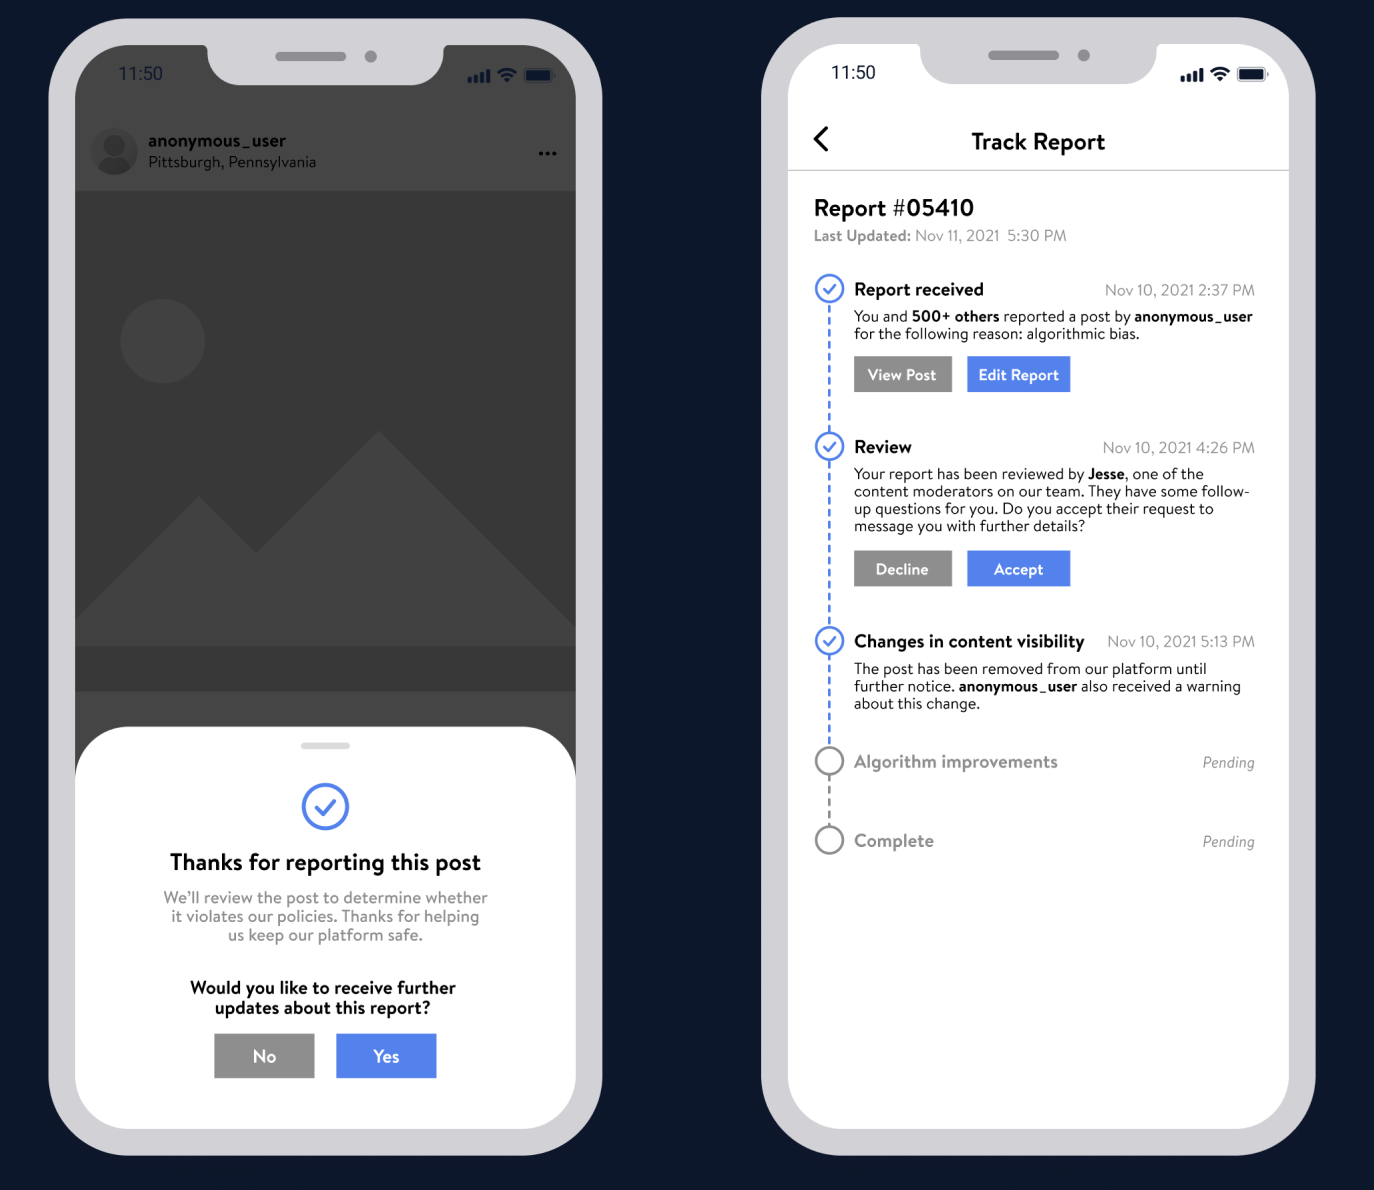 11:50
anonymous_user
Pittsburgh, Pennsylvania
Thanks for reporting this post
We'll review the post to determine whether
it violates our policies. Thanks for helping
us keep our platform safe.
Would you like to receive further
updates about this report?
No
Yes
11:50
Track Report
Report #05410
Last Updated: Nov 11, 2021 5:30 PM
Report received
Nov 10, 2021 2:37 PM
You and 500+ others reported a post by anonymous_user
for the following reason: algorithmic bias.
View Post
Edit Report
Review
Nov 10, 2021 4:26 PM
Your report has been reviewed by Jesse, one of the
content moderators on our team. They have some follow-
up questions for you. Do you accept their request to
message you with further details?
Decline
Accept
Changes in content visibility
Nov 10, 2021 5:13 PM
The post has been removed from our platform until
further notice. anonymous_user also received a warning
about this change.
Algorithm improvements
Pending
Complete
Pending